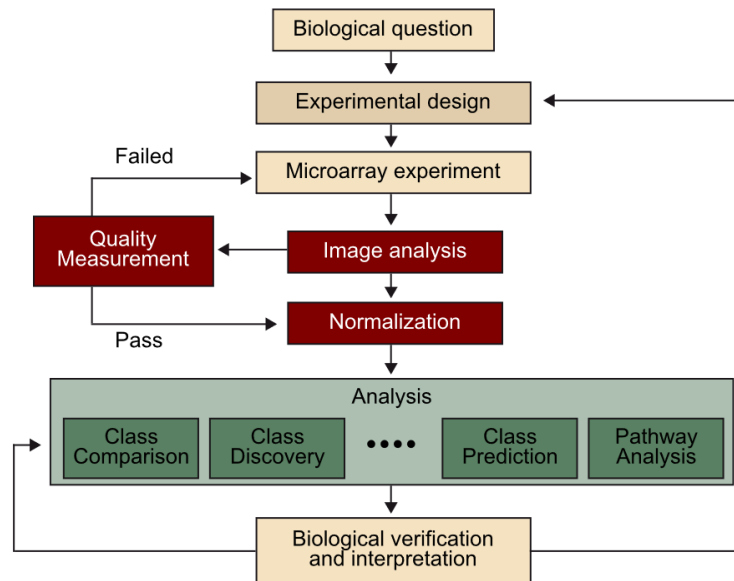 Biological question
Experimental design
Failed
Microarray experiment
Quality
Measurement
Image analysis
Normalization
Pass
Analysis
Class
Comparison
Class
Discovery
••••
Class
Prediction
Pathway
Analysis
Biological verification
and interpretation